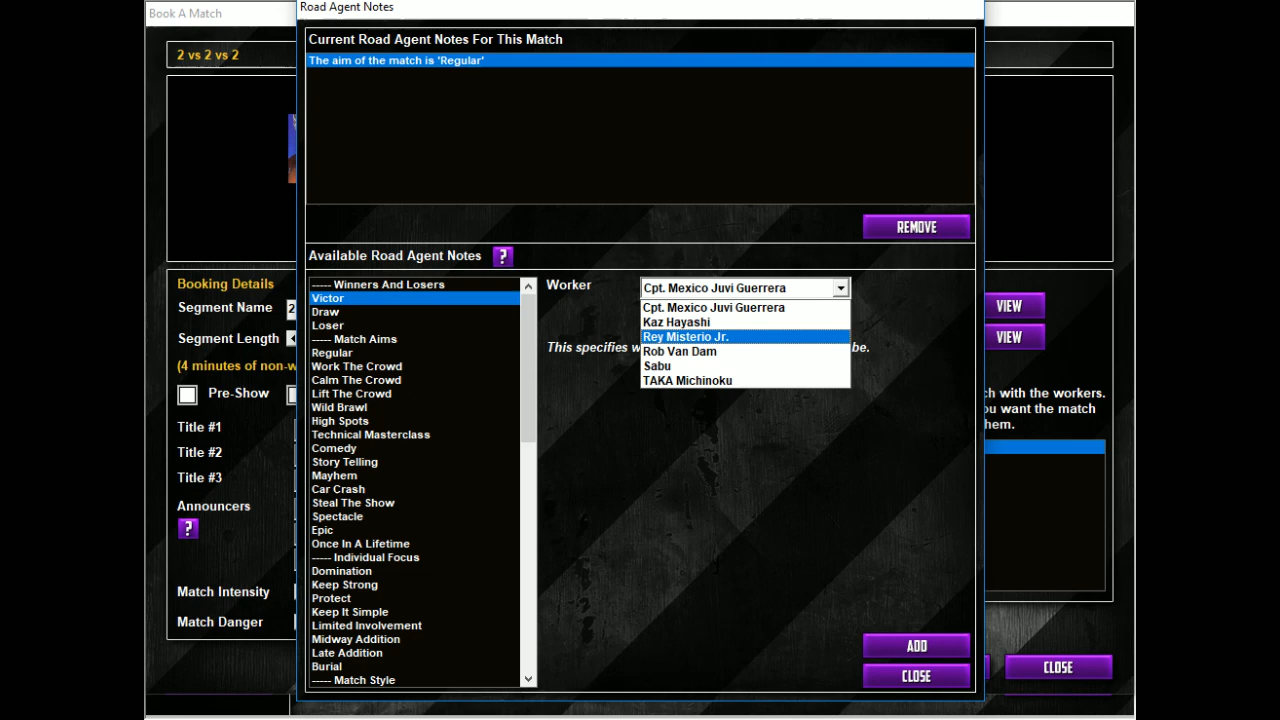 Book A Match
Road Agent Notes
2 vs 2 vs 2
Current Road Agent Notes For This Match
The aim of the match is 'Regular'
REMOVE
Available Road Agent Notes ?
----- Winners And Losers
Victor
Draw
Loser
----- Match Aims
Regular
Work The Crowd
Calm The Crowd
Lift The Crowd
Wild Brawl
High Spots
Technical Masterclass
Comedy
Story Telling
Mayhem
Car Crash
Steal The Show
Spectacle
Epic
Once In A Lifetime
----- Individual Focus
Domination
Keep Strong
Protect
Keep It Simple
Limited Involvement
Midway Addition
Late Addition
Burial
----- Match Style
Worker
Cpt. Mexico Juvi Guerrera
Cpt. Mexico Juvi Guerrera
Kaz Hayashi
Rey Misterio Jr.
Rob Van Dam
Sabu
TAKA Michinoku
This specifies w
be.
ADD
CLOSE
Booking Details
Segment Name 2
Segment Length
(4 minutes of non-w
Pre-Show
Title #1
Title #2
Title #3
Announcers
?
Match Intensity
Match Danger
VIEW
VIEW
ch with the workers.
ou want the match
hem.
CLOSE